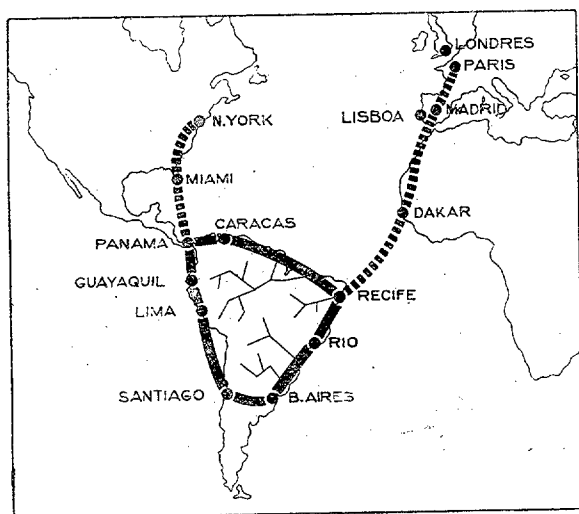 LONDRES
PARIS
MADRID
LISBOA
N.YORK
MIAMI
DAKAR
CARACAS
PANAMA
GUAYAQUIL
RECIFE
LIMA
RIO
SANTIAGO
B.AIRES